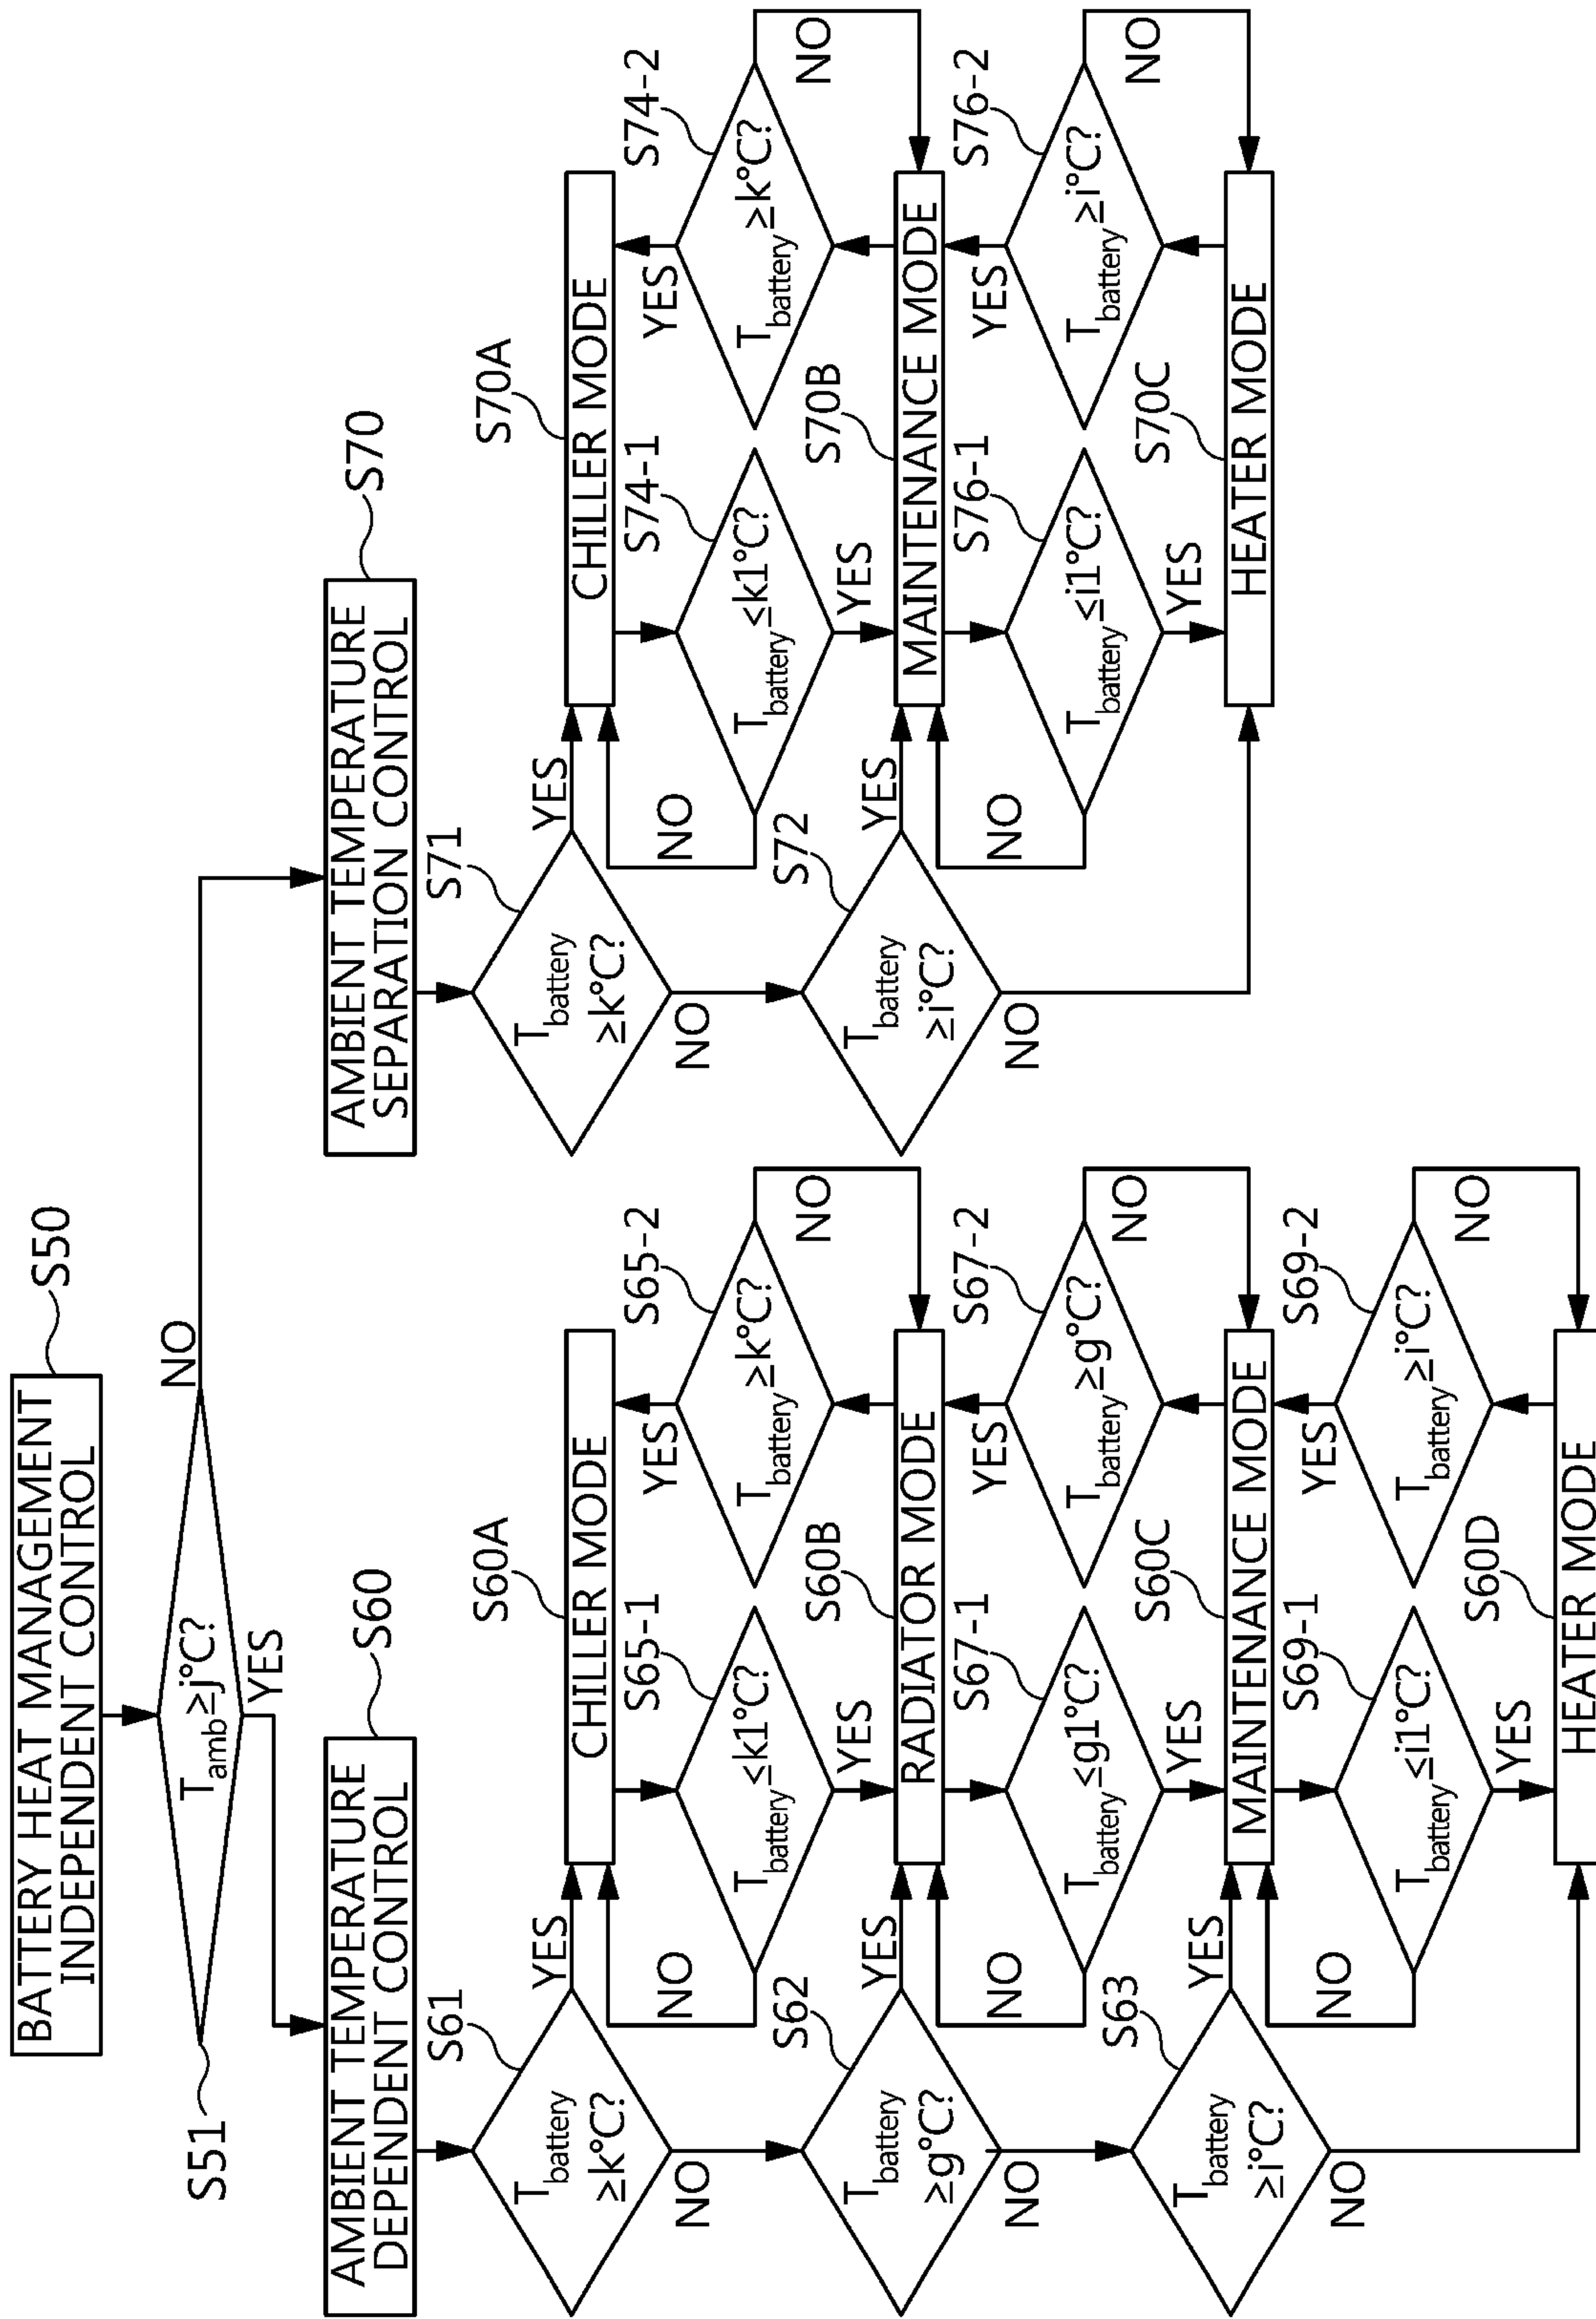 BATTERY HEAT MANAGEMENT
INDEPENDENT CONTROL
S50
S51
Tamb≥j°C?
NO
YES
AMBIENT TEMPERATURE
DEPENDENT CONTROL
S60
S61
Tbattery
≥k°C?
YES
NO
CHILLER MODE
S60A
S65-1
Tbattery≤k1°C?
NO
YES
S65-2
Tbattery≥k°C?
YES
NO
S62
Tbattery
≥g°C?
YES
NO
RADIATOR MODE
S60B
S67-1
Tbattery≤g1°C?
NO
YES
S67-2
Tbattery≥g°C?
YES
NO
S63
Tbattery
≥i°C?
YES
NO
MAINTENANCE MODE
S60C
S69-1
Tbattery≤i1°C?
NO
YES
S69-2
Tbattery≥i°C?
YES
NO
HEATER MODE
S60D
AMBIENT TEMPERATURE
SEPARATION CONTROL
S70
S71
Tbattery
≥k°C?
YES
NO
CHILLER MODE
S70A
S74-1
Tbattery≤k1°C?
NO
YES
S74-2
Tbattery≥k°C?
YES
NO
S72
Tbattery
≥i°C?
YES
NO
MAINTENANCE MODE
S70B
S76-1
Tbattery≤i1°C?
NO
YES
S76-2
Tbattery≥i°C?
YES
NO
HEATER MODE
S70C